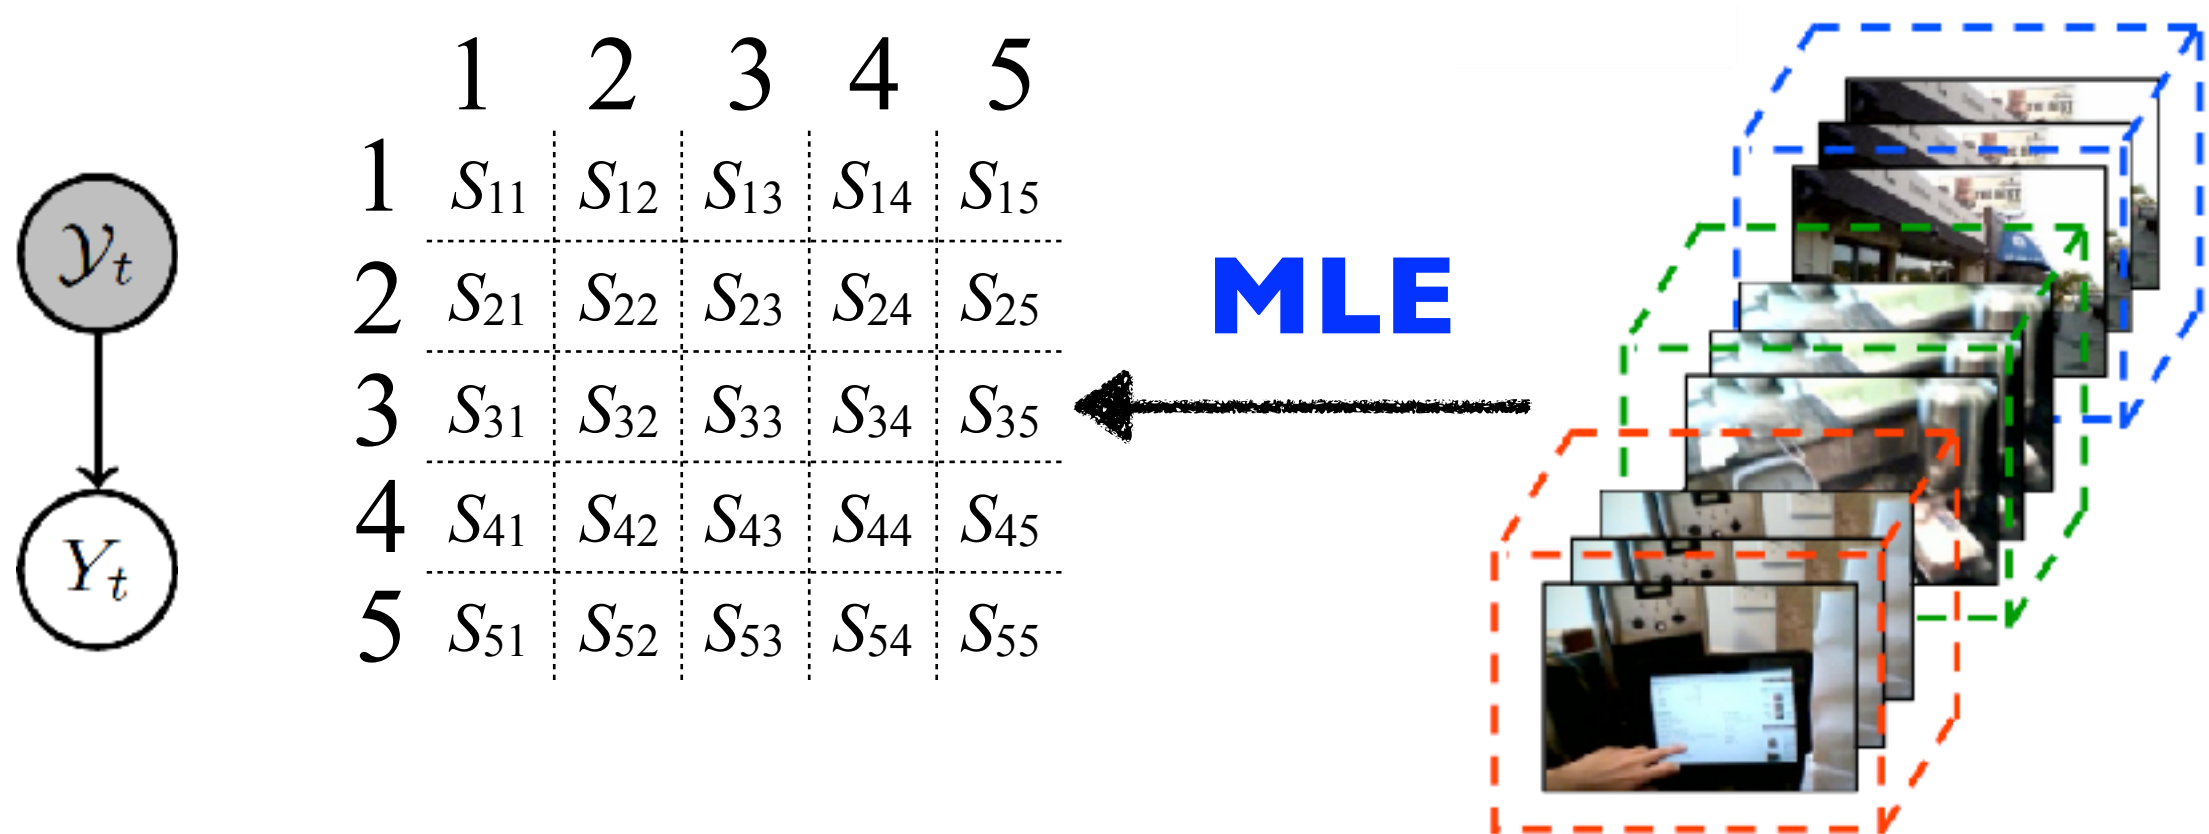 1 2 3 4 5
1 S₁₁ S₁₂ S₁₃ S₁₄ S₁₅
2 S₂₁ S₂₂ S₂₃ S₂₄ S₂₅
3 S₃₁ S₃₂ S₃₃ S₃₄ S₃₅
4 S₄₁ S₄₂ S₄₃ S₄₄ S₄₅
5 S₅₁ S₅₂ S₅₃ S₅₄ S₅₅
𝒴ₜ
Yₜ
MLE
THE BEST